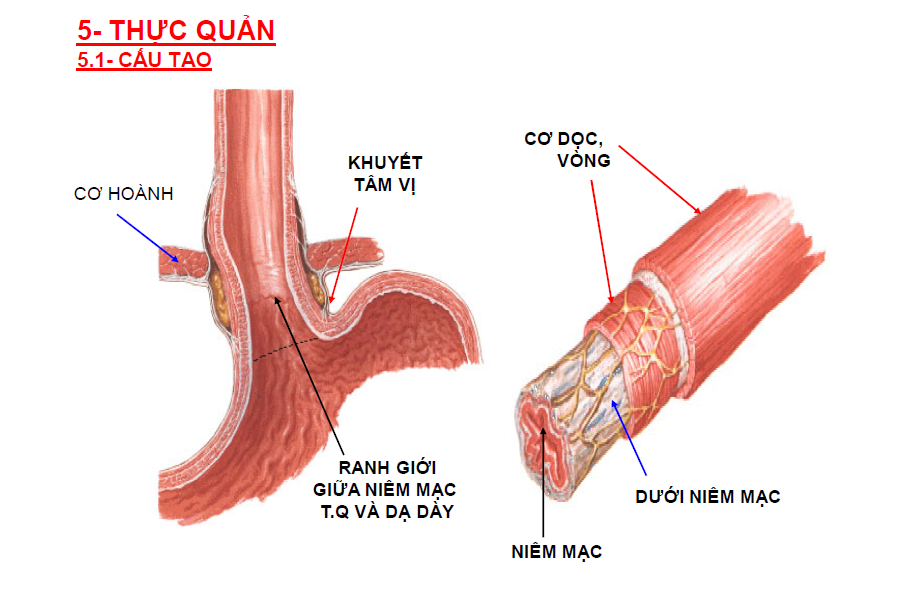 5- THỰC QUẢN
5.1- CẤU TAO
CƠ HOÀNH
KHUYẾT
TÂM VỊ
CƠ DỌC,
VÒNG
RANH GIỚI
GIỮA NIÊM MẠC
T.Q VÀ DẠ DÀY
DƯỚI NIÊM MẠC
NIÊM MẠC